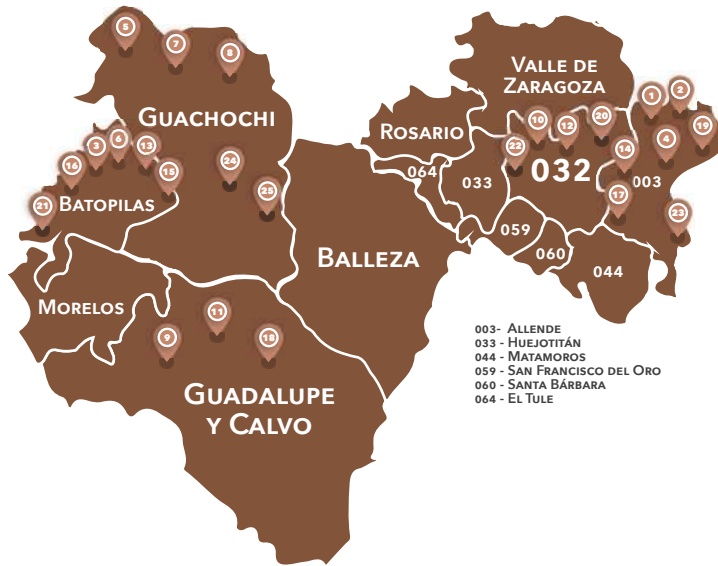 5
7
8
VALLE DE
ZARAGOZA
1
2
GUACHOCHI
ROSARIO
10
12
20
4
19
3
6
13
22
14
16
15
24
064
033
032
003
21
BATOPILAS
25
17
23
059
BALLEZA
060
044
MORELOS
9
11
18
003- ALLENDE
033 - HUEJOTITÁN
044 - MATAMOROS
059 - SAN FRANCISCO DEL ORO
060 - SANTA BÁRBARA
064 - EL TULE
GUADALUPE
Y CALVO